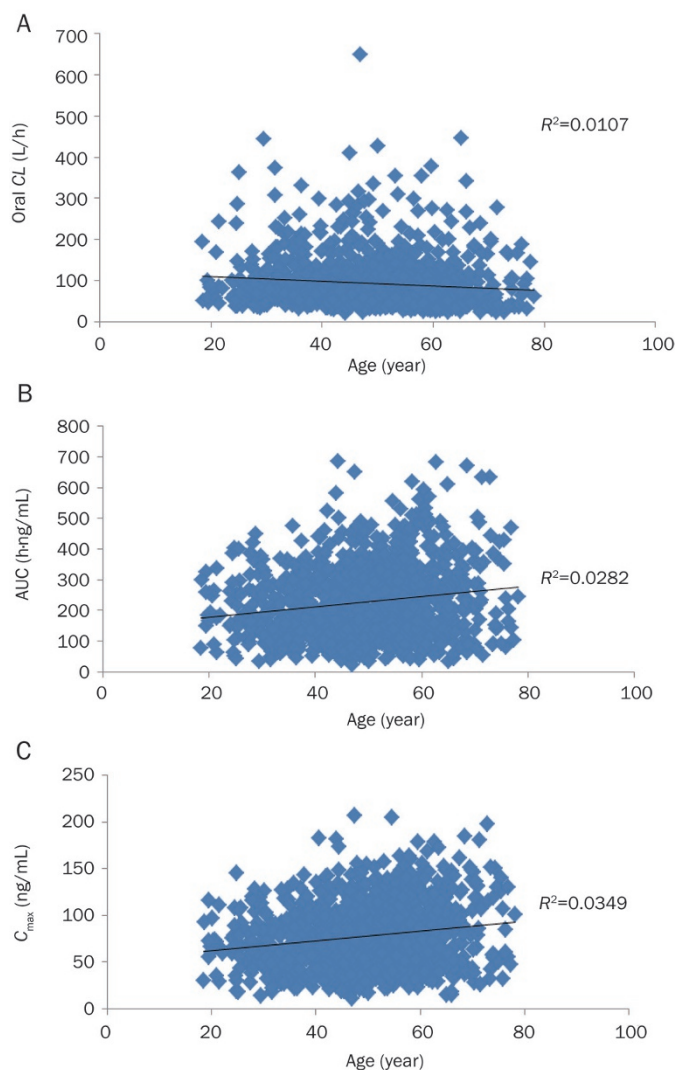 A
700
600
500
400
300
200
100
0
Oral CL (L/h)
R²=0.0107
0 20 40 60 80 100
Age (year)
B
800
700
600
500
400
300
200
100
0
AUC (h·ng/mL)
R²=0.0282
0 20 40 60 80 100
Age (year)
C
250
200
150
100
50
0
Cmax (ng/mL)
R²=0.0349
0 20 40 60 80 100
Age (year)